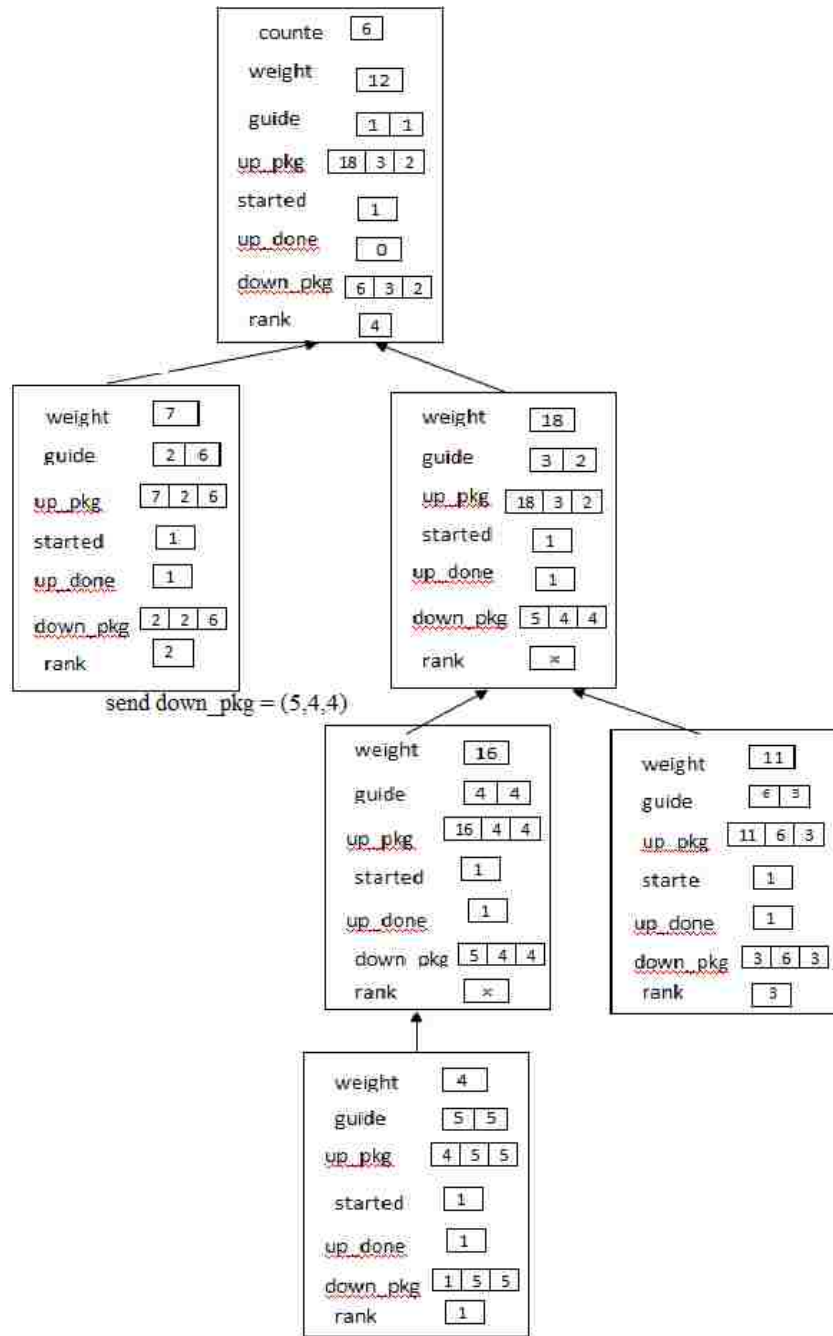 counte 6
weight 12
guide 1 1
up_pkg 18 3 2
started 1
up_done 0
down_pkg 6 3 2
rank 4
weight 7
guide 2 6
up_pkg 7 2 6
started 1
up_done 1
down_pkg 2 2 6
rank 2
weight 18
guide 3 2
up_pkg 18 3 2
started 1
up_done 1
down_pkg 5 4 4
rank ×
send down_pkg = (5,4,4)
weight 16
guide 4 4
up_pkg 16 4 4
started 1
up_done 1
down pkg 5 4 4
rank ×
weight 11
guide 6 3
up_pkg 11 6 3
starte 1
up_done 1
down_pkg 3 6 3
rank 3
weight 4
guide 5 5
up_pkg 4 5 5
started 1
up_done 1
down_pkg 1 5 5
rank 1